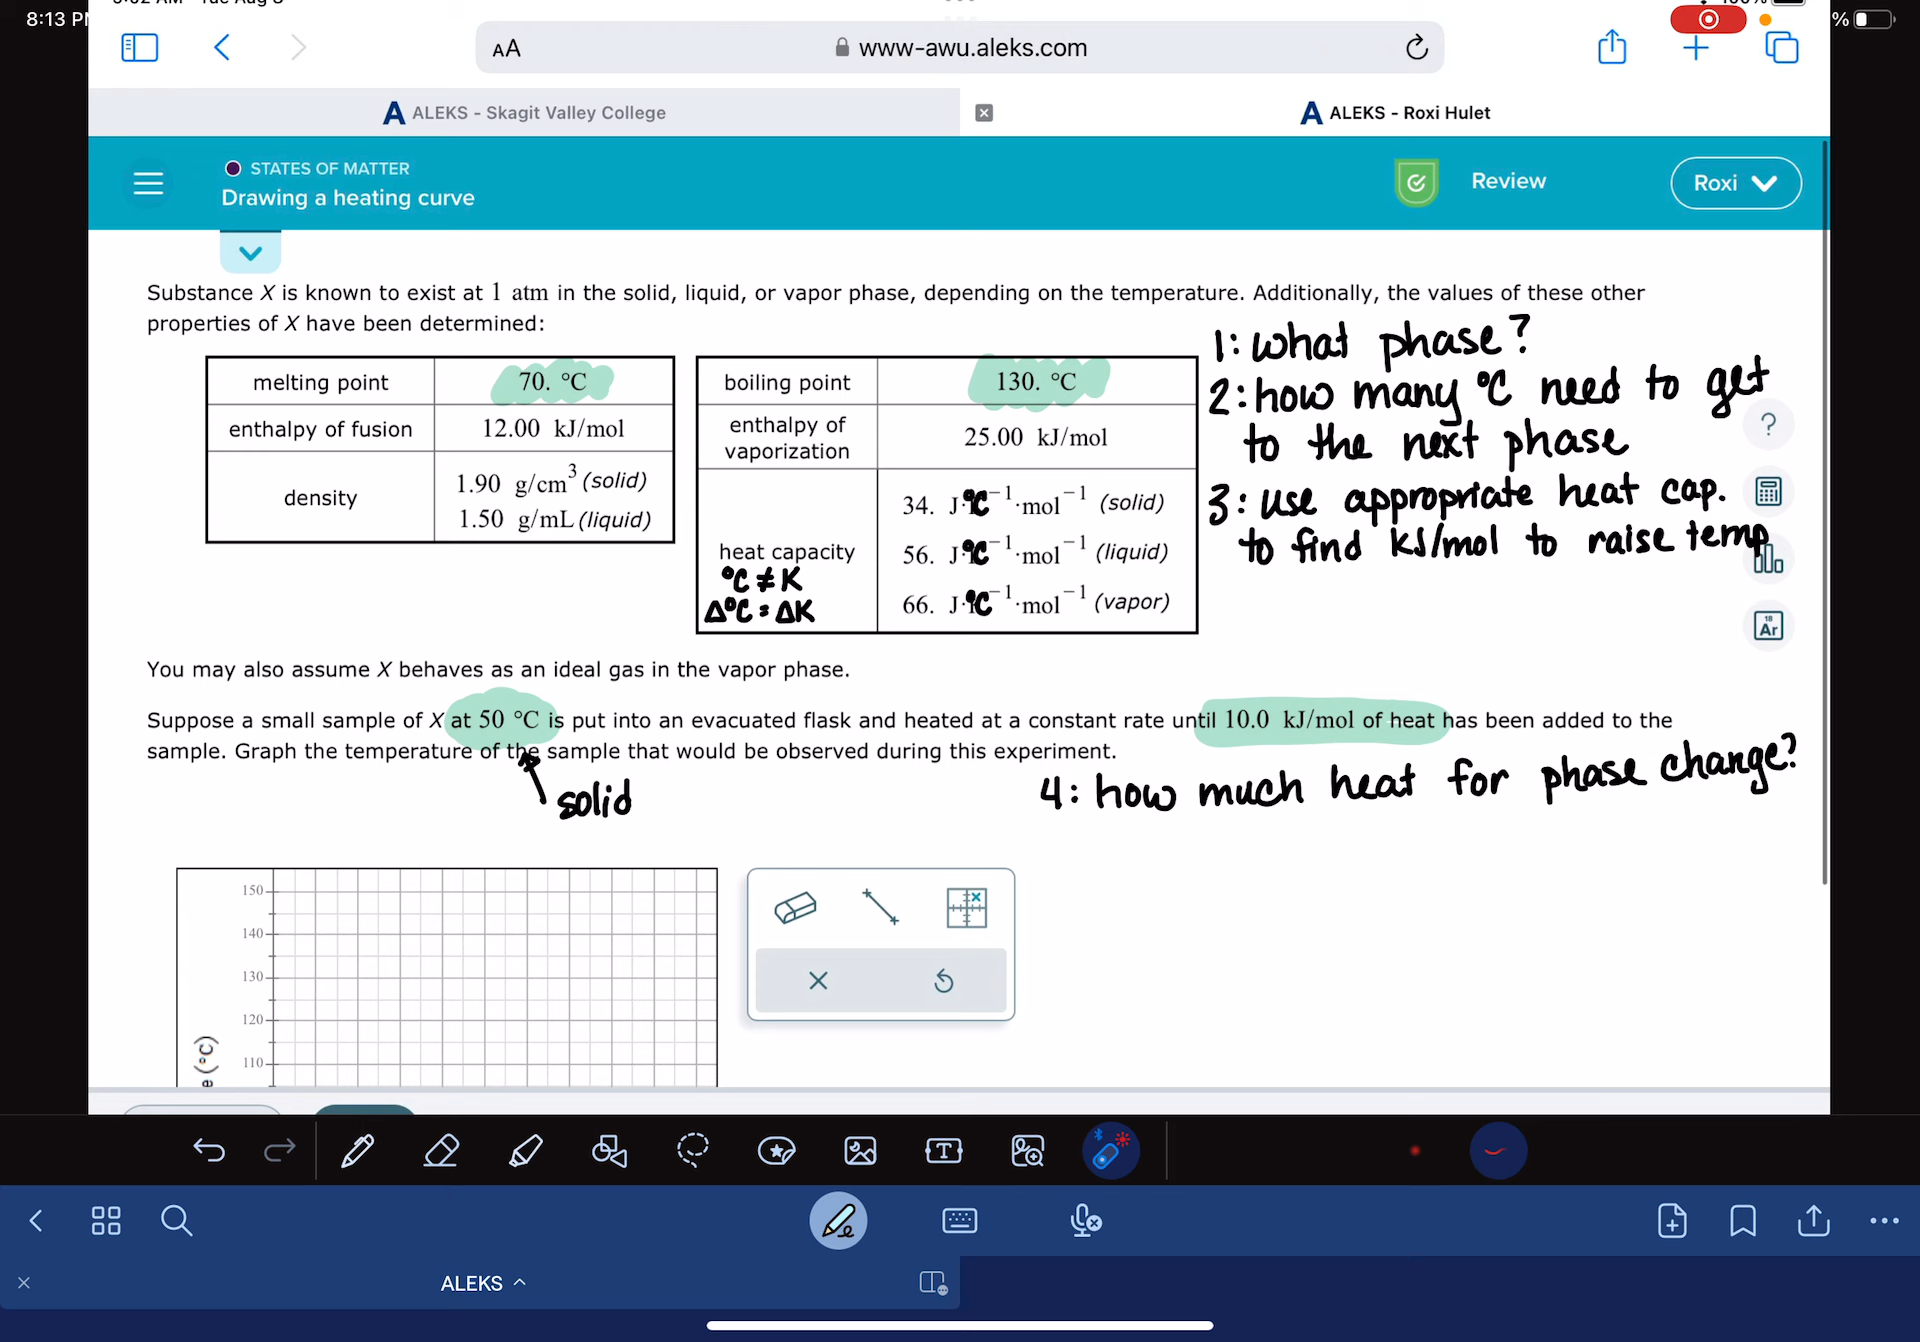 8:13 P
AA
www-awu.aleks.com
%
ALEKS - Skagit Valley College
ALEKS - Roxi Hulet
STATES OF MATTER
Drawing a heating curve
Review
Roxi
Substance X is known to exist at 1 atm in the solid, liquid, or vapor phase, depending on the temperature. Additionally, the values of these other
properties of X have been determined:
melting point 70. °C
enthalpy of fusion 12.00 kJ/mol
density 1.90 g/cm³ (solid)
1.50 g/mL (liquid)
boiling point 130. °C
enthalpy of
vaporization 25.00 kJ/mol
heat capacity
34. J·°C⁻¹·mol⁻¹ (solid)
56. J·°C⁻¹·mol⁻¹ (liquid)
66. J·°C⁻¹·mol⁻¹ (vapor)
°C ≠ K
Δ°C = ΔK
1: what phase?
2: how many °C need to get
to the next phase
3: use appropriate heat cap.
to find kJ/mol to raise temp
?
18
Ar
You may also assume X behaves as an ideal gas in the vapor phase.
Suppose a small sample of X at 50 °C is put into an evacuated flask and heated at a constant rate until 10.0 kJ/mol of heat has been added to the
sample. Graph the temperature of the sample that would be observed during this experiment.
solid
4: how much heat for phase change?
150
140
130
120
110
e (°C)
ALEKS